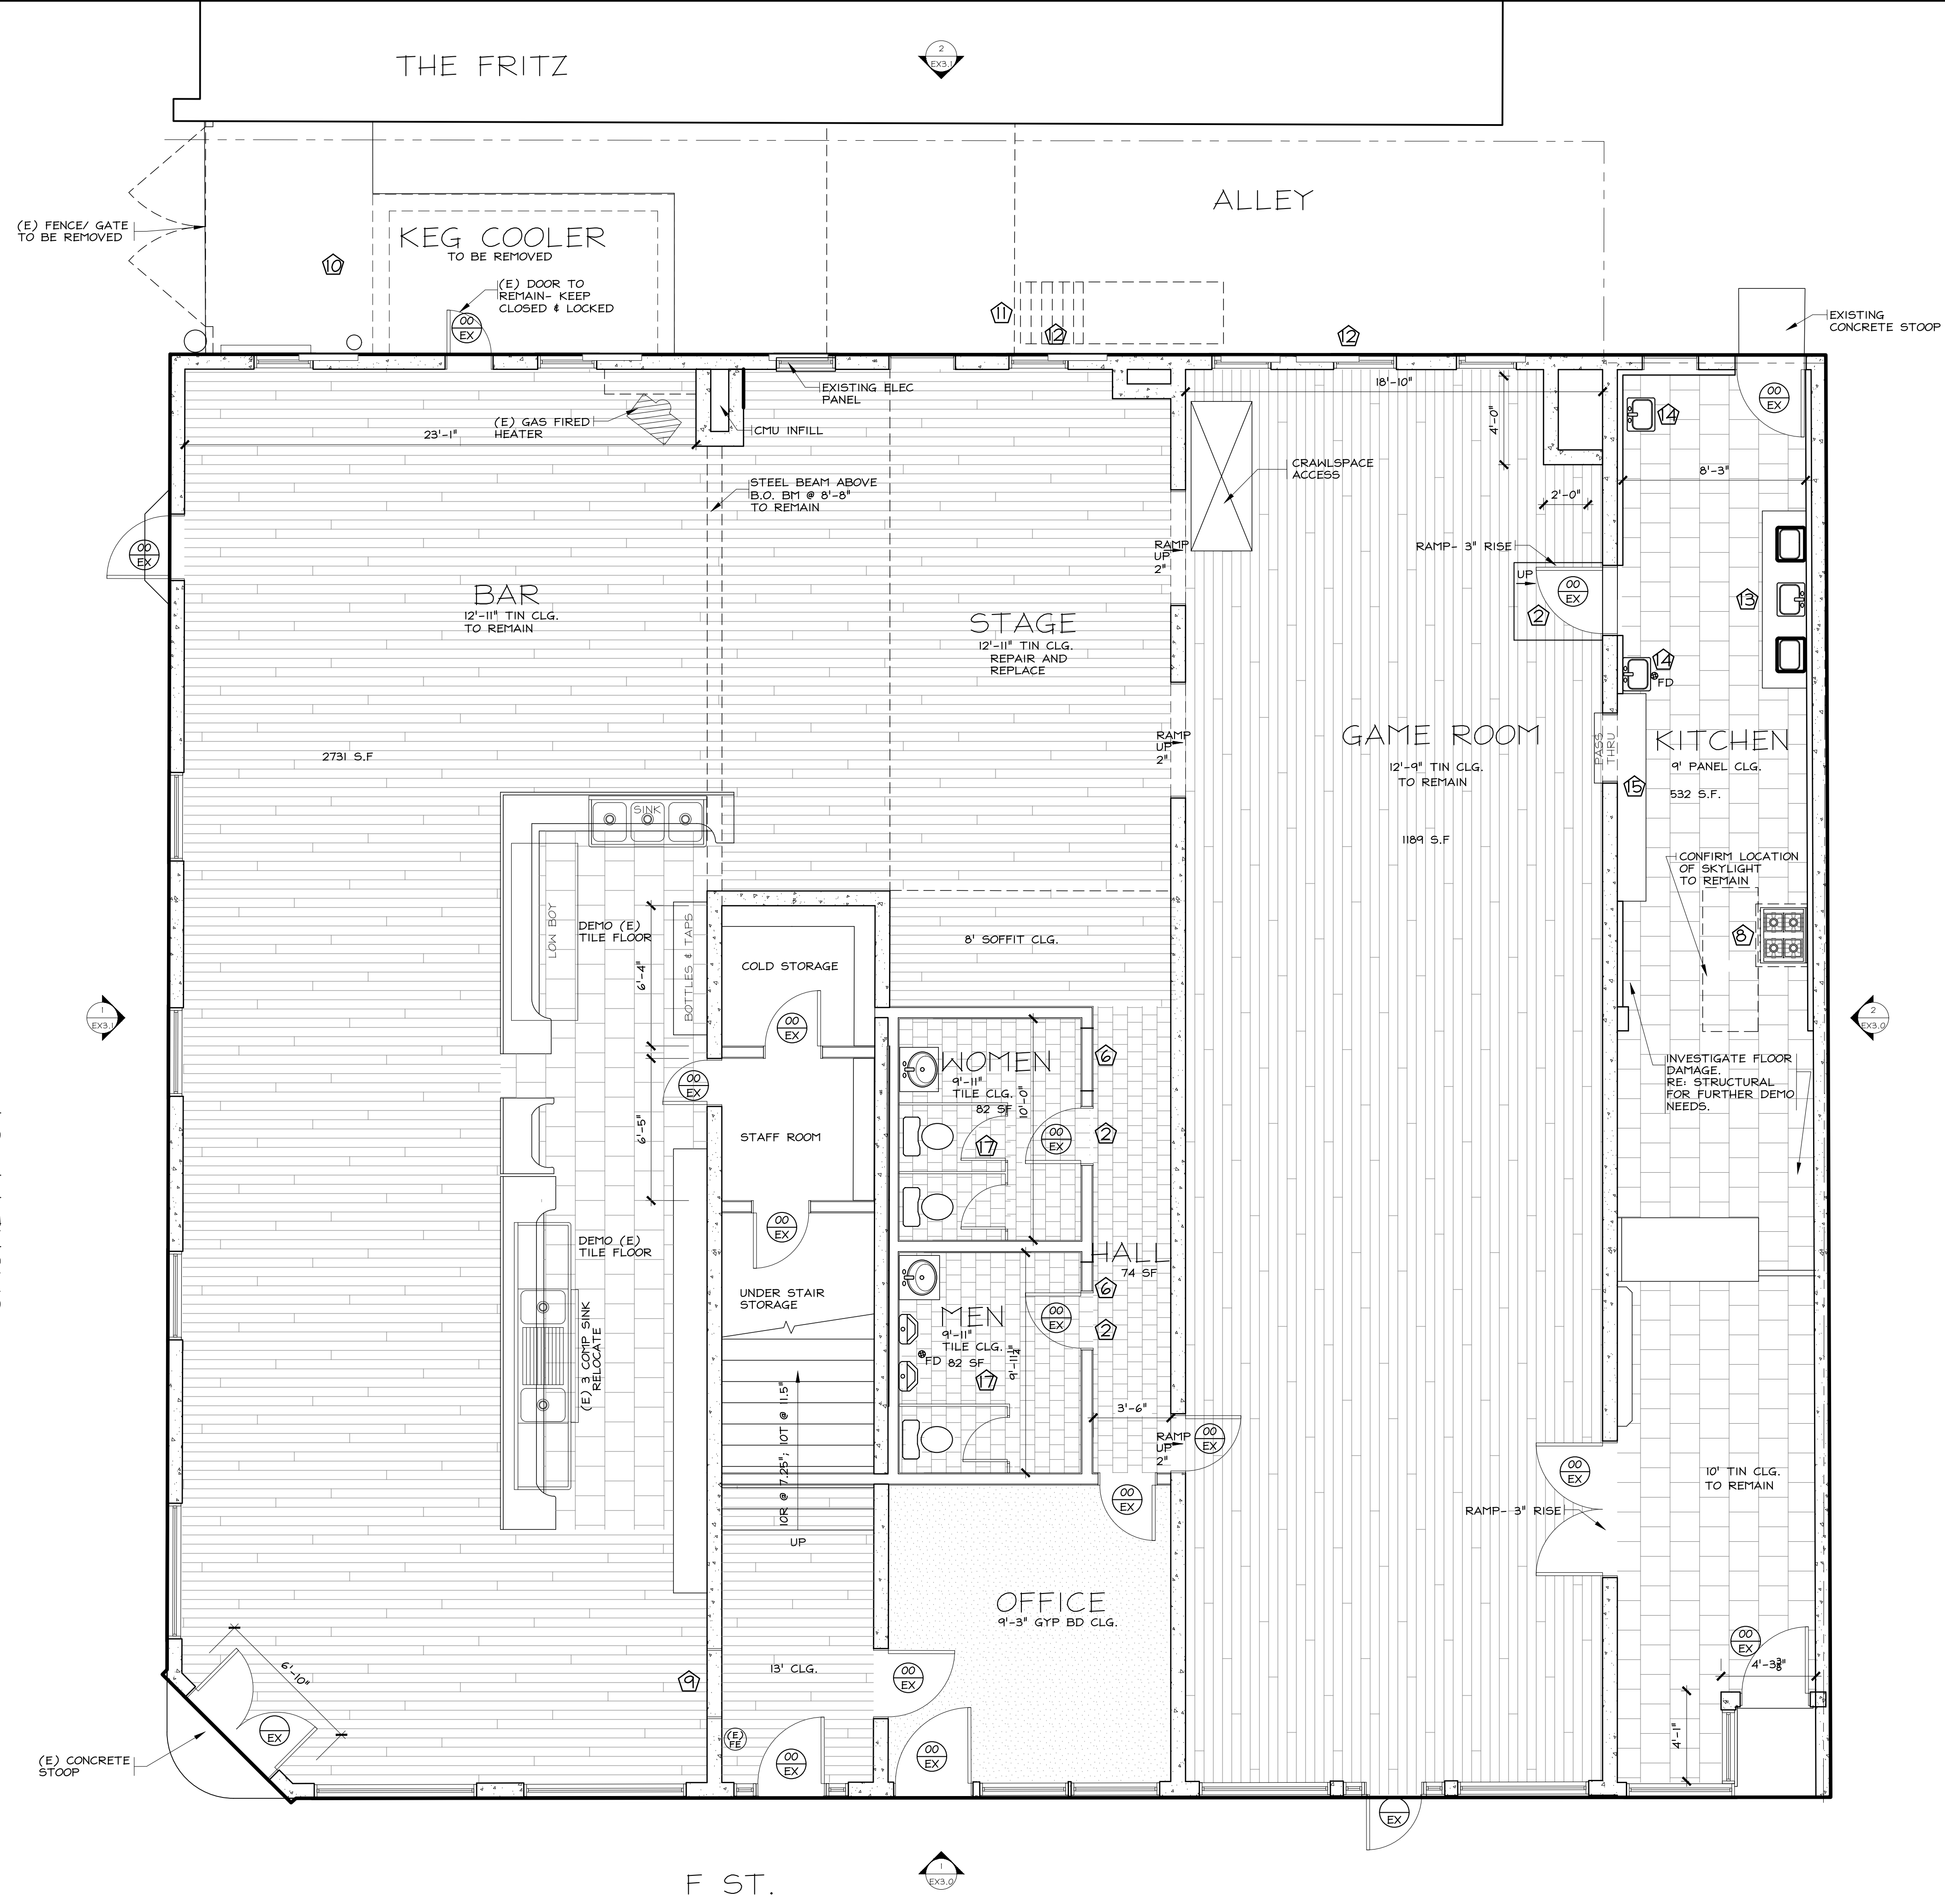 THE FRITZ
2
EX3.1
ALLEY
(E) FENCE/ GATE
TO BE REMOVED
10
KEG COOLER
TO BE REMOVED
(E) DOOR TO
REMAIN- KEEP
CLOSED & LOCKED
00
EX
11
12
12
EXISTING
CONCRETE STOOP
EXISTING ELEC
PANEL
(E) GAS FIRED
HEATER
23'-1"
CMU INFILL
STEEL BEAM ABOVE
B.O. BM @ 8'-8"
TO REMAIN
18'-10"
4'-0"
2'-0"
CRAWLSPACE
ACCESS
14
00
EX
8'-3"
00
EX
RAMP
UP
2"
RAMP- 3" RISE
UP
00
EX
2
13
BAR
12'-11" TIN CLG.
TO REMAIN
STAGE
12'-11" TIN CLG.
REPAIR AND
REPLACE
14
FD
2731 S.F
RAMP
UP
2"
GAME ROOM
12'-9" TIN CLG.
TO REMAIN
1189 S.F
PASS
THRU
KITCHEN
9' PANEL CLG.
532 S.F.
15
SINK
LOW BOY
DEMO (E)
TILE FLOOR
BOTTLES & TAPS
6'-4"
COLD STORAGE
8' SOFFIT CLG.
CONFIRM LOCATION
OF SKYLIGHT
TO REMAIN
8
1
EX3.1
00
EX
2
EX3.0
WOMEN
9'-11"
TILE CLG.
82 SF
10'-0"
6
INVESTIGATE FLOOR
DAMAGE.
RE: STRUCTURAL
FOR FURTHER DEMO
NEEDS.
00
EX
6'-5"
STAFF ROOM
17
00
EX
2
00
EX
DEMO (E)
TILE FLOOR
HALL
74 SF
UNDER STAIR
STORAGE
6
MEN
9'-11"
TILE CLG.
FD
82 SF
9'-11½"
00
EX
2
17
(E) 3 COMP SINK
RELOCATE
10R @ 7.25"; 10T @ 11.5"
UP
3'-6"
RAMP
UP
2"
00
EX
00
EX
00
EX
10' TIN CLG.
TO REMAIN
RAMP- 3" RISE
OFFICE
9'-3" GYP BD CLG.
13' CLG.
9
00
EX
00
EX
4'-3⅜"
4'-1"
6'-10"
EX
(E)
FE
00
EX
00
EX
(E) CONCRETE
STOOP
EX
F ST.
1
EX3.0